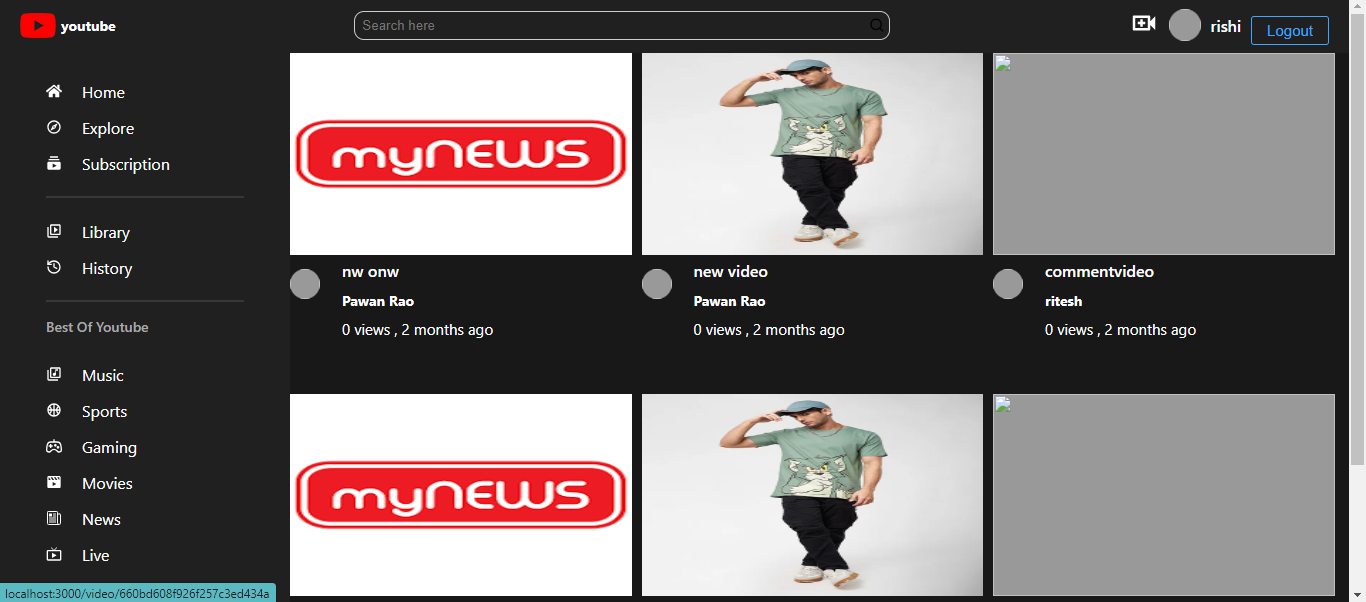 youtube
Search here
rishi
Logout
Home
Explore
Subscription
Library
History
Best Of Youtube
Music
Sports
Gaming
Movies
News
Live
myNEWS
nw onw
Pawan Rao
0 views , 2 months ago
new video
Pawan Rao
0 views , 2 months ago
commentvideo
ritesh
0 views , 2 months ago
myNEWS
localhost:3000/video/660bd608f926f257c3ed434a